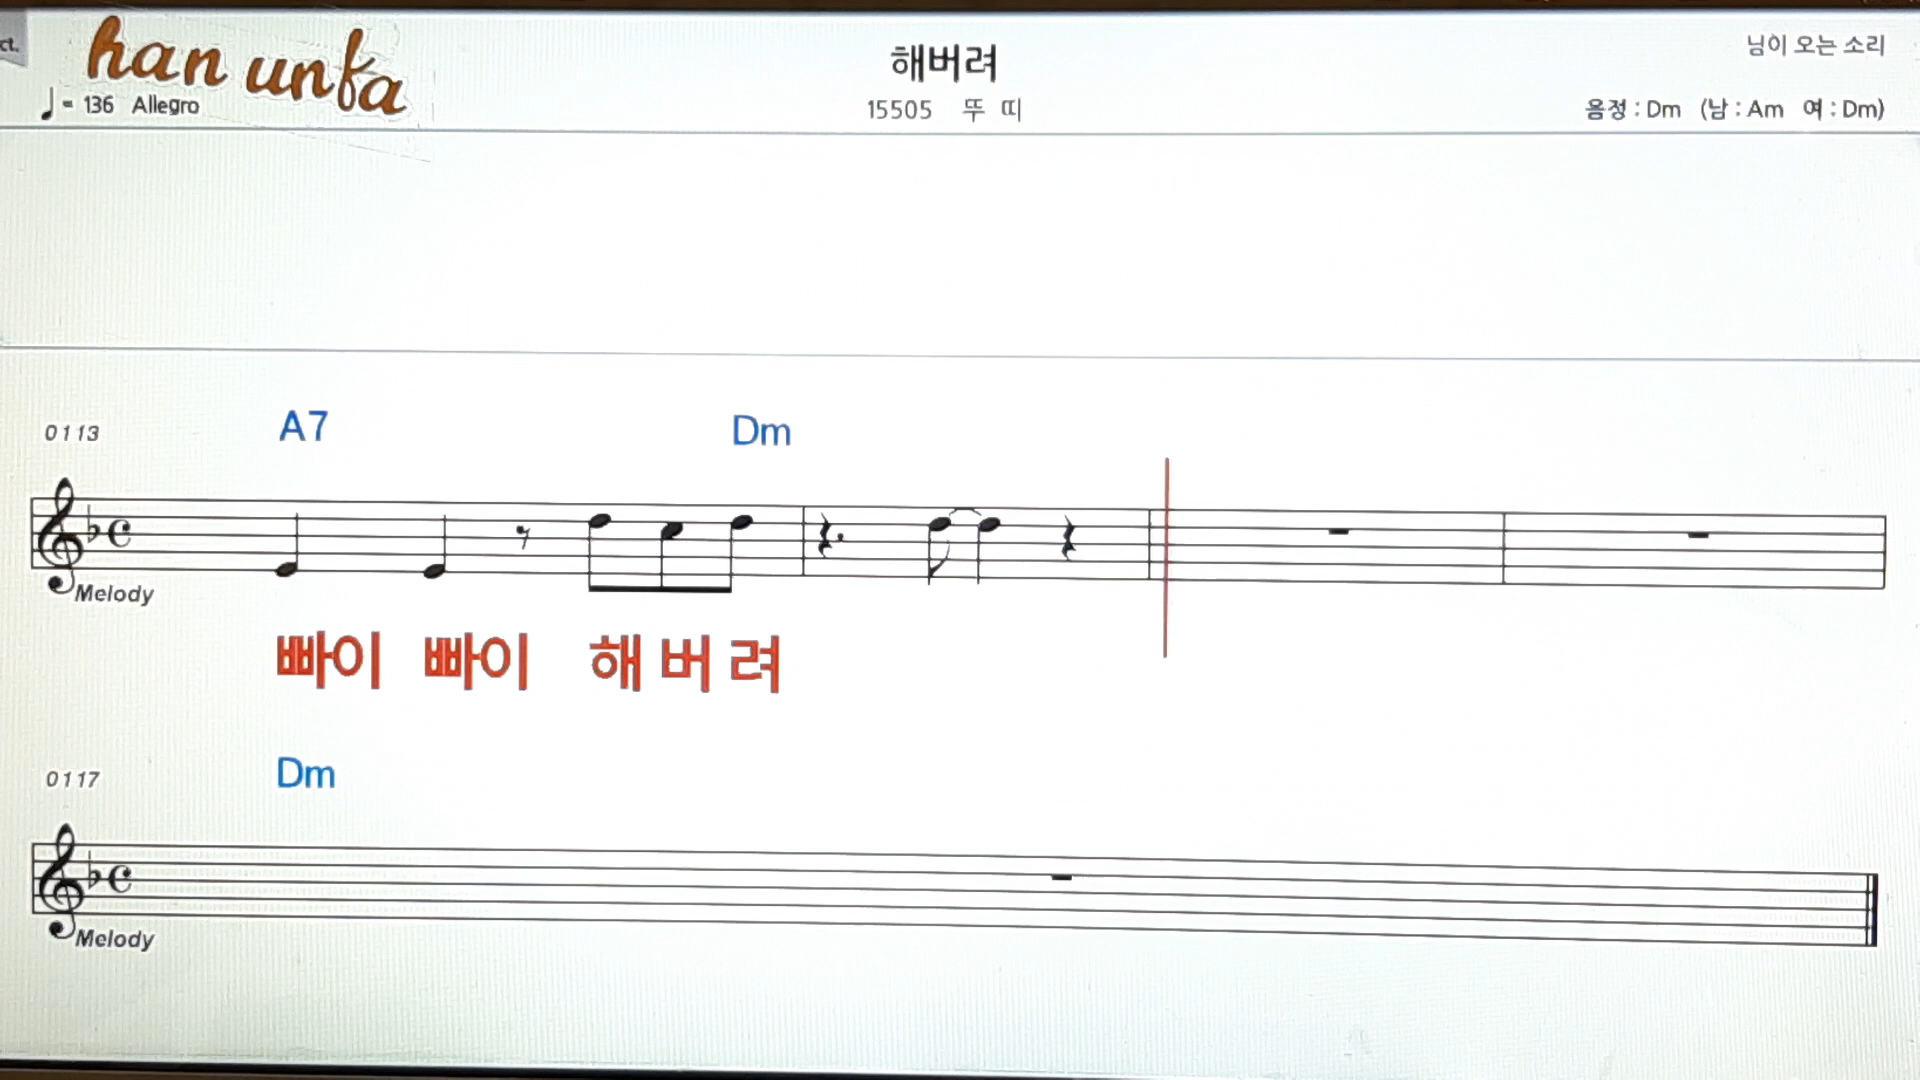 ct.
han unfa
♩= 136 Allegro
해버려
15505 뚜 띠
님이 오는 소리
음정 : Dm (남 : Am 여 : Dm)
0113
A7 Dm
Melody
빠이 빠이 해 버 려
0117
Dm
Melody